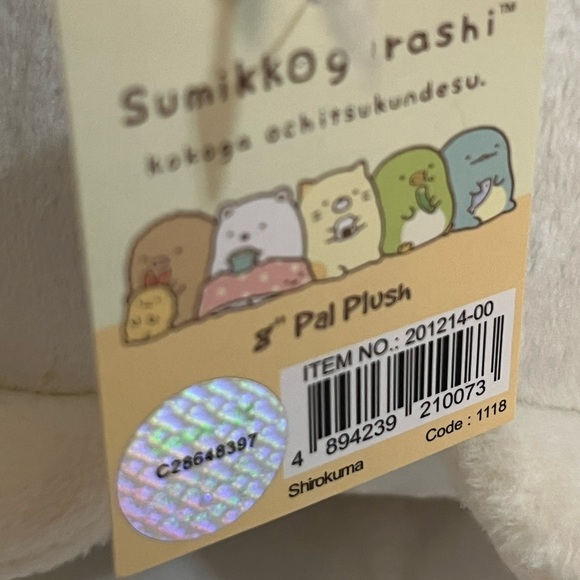 Sumikkogurashi™
kokoga ochitsukundesu.
8" Pal Plush
ITEM NO.: 201214-00
4 894239 210073
Code : 1118
Shirokuma
C28648397